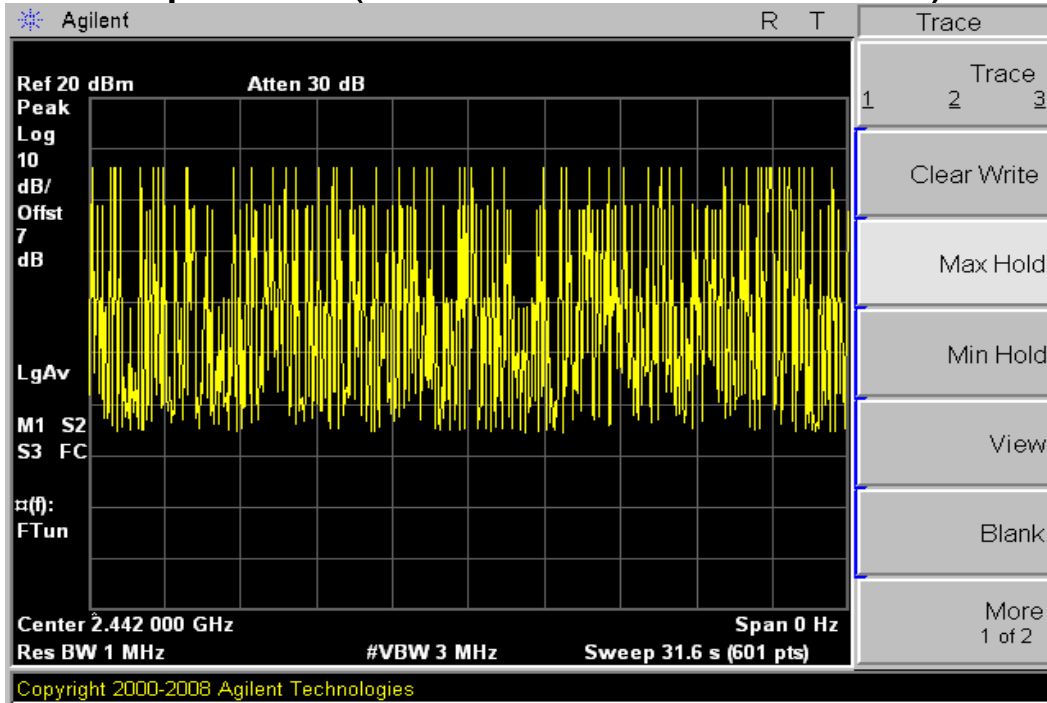 Agilent R T Trace
Ref 20 dBm Atten 30 dB
Peak
Log
10
dB/
Offst
7
dB
LgAv
M1 S2
S3 FC
¤(f):
FTun
Center 2.442 000 GHz Span 0 Hz
Res BW 1 MHz #VBW 3 MHz Sweep 31.6 s (601 pts)
Copyright 2000-2008 Agilent Technologies
Trace
1 2 3
Clear Write
Max Hold
Min Hold
View
Blank
More
1 of 2